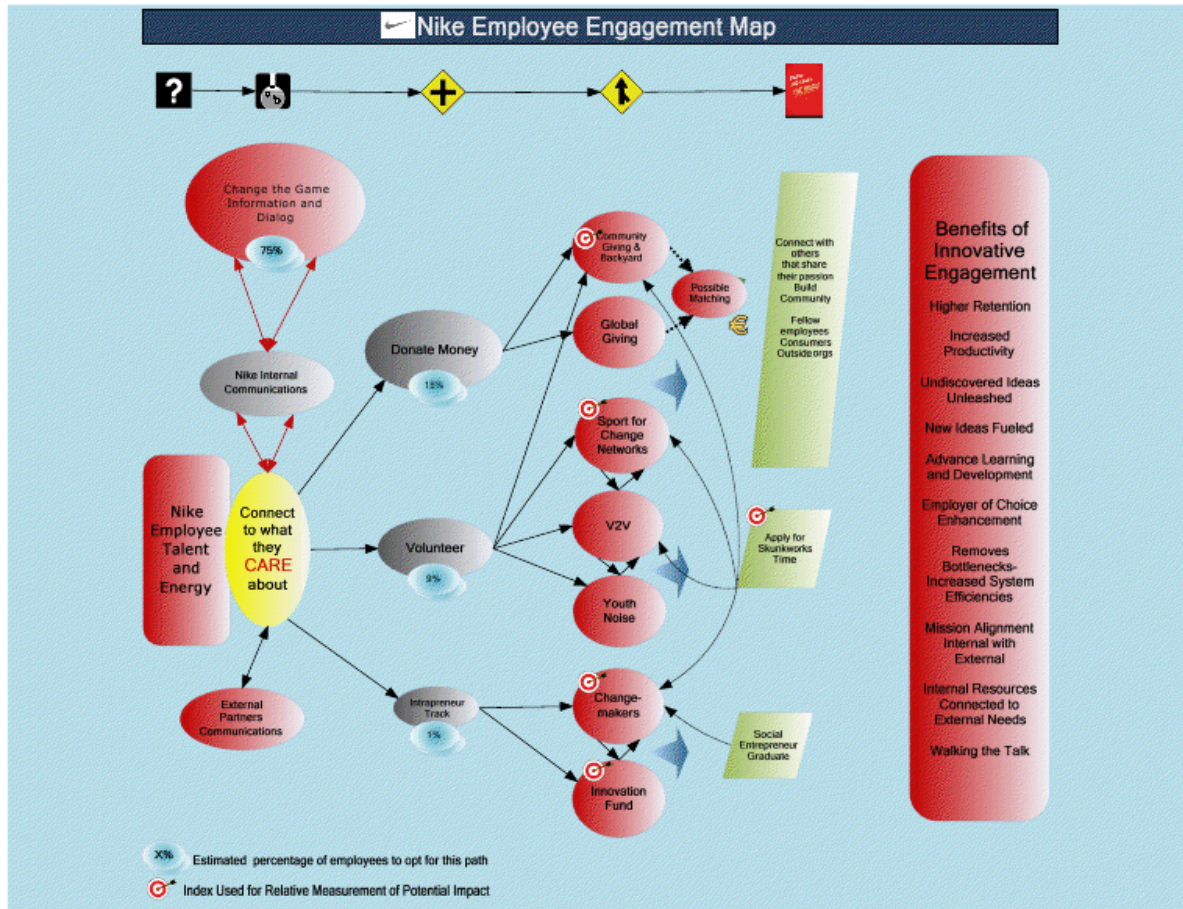 Nike Employee Engagement Map
?
Change the Game
Information and
Dialog
75%
Nike Internal
Communications
Nike
Employee
Talent
and
Energy
Connect
to what
they
CARE
about
External
Partners
Communications
Donate Money
15%
Volunteer
9%
Intrapreneur
Track
1%
Community
Giving &
Backyard
Global
Giving
Possible
Matching
€
Sport for
Change
Networks
V2V
Youth
Noise
Change-
makers
Innovation
Fund
Connect with
others
that share
their passion
Build
Community
Fellow
employees
Consumers
Outside orgs
Apply for
Skunkworks
Time
Social
Entrepreneur
Graduate
Benefits of
Innovative
Engagement
Higher Retention
Increased
Productivity
Undiscovered Ideas
Unleashed
New Ideas Fueled
Advance Learning
and Development
Employer of Choice
Enhancement
Removes
Bottlenecks-
Increased System
Efficiencies
Mission Alignment
Internal with
External
Internal Resources
Connected to
External Needs
Walking the Talk
X% Estimated percentage of employees to opt for this path
Index Used for Relative Measurement of Potential Impact